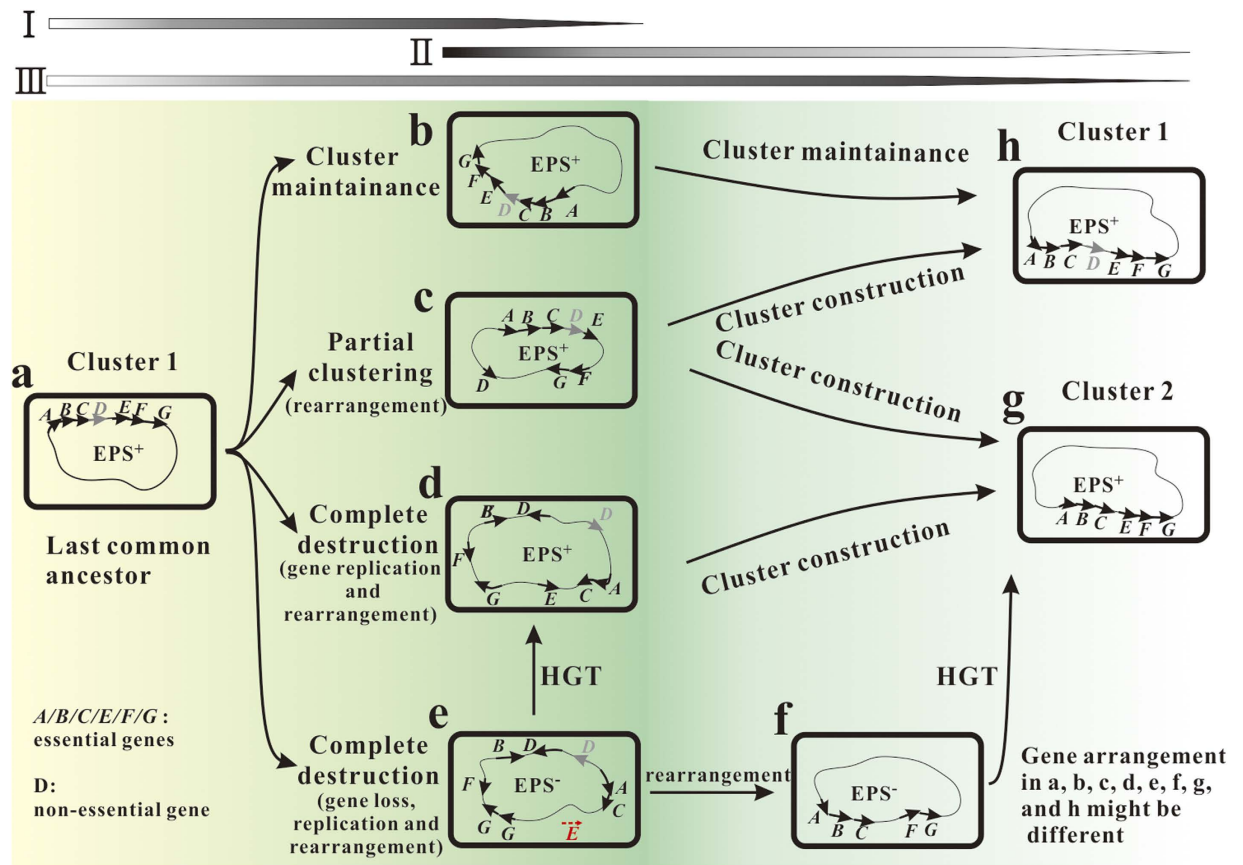 I
II
III
b
Cluster
maintainance
EPS+
G
F
E
D
C
B
A
Cluster maintainance
h
Cluster 1
EPS+
A B C D E F G
Cluster construction
c
Partial
clustering
(rearrangement)
A B C D E
EPS+
D G F
Cluster construction
a
Cluster 1
A B C D E F G
EPS+
Last common
ancestor
g
Cluster 2
EPS+
A B C E F G
d
Complete
destruction
(gene replication
and
rearrangement)
B D D
F
EPS+
G E C A
Cluster construction
HGT
HGT
e
Complete
destruction
(gene loss,
replication and
rearrangement)
B D D
F
EPS-
A
C
G G E
rearrangement
f
EPS-
A B C F G
A/B/C/E/F/G :
essential genes
D:
non-essential gene
Gene arrangement
in a, b, c, d, e, f, g,
and h might be
different